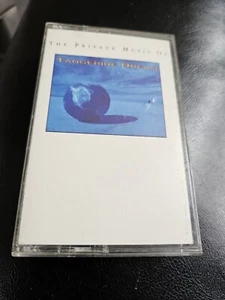 THE PRIVATE MUSIC OF
TANGERINE DREAM